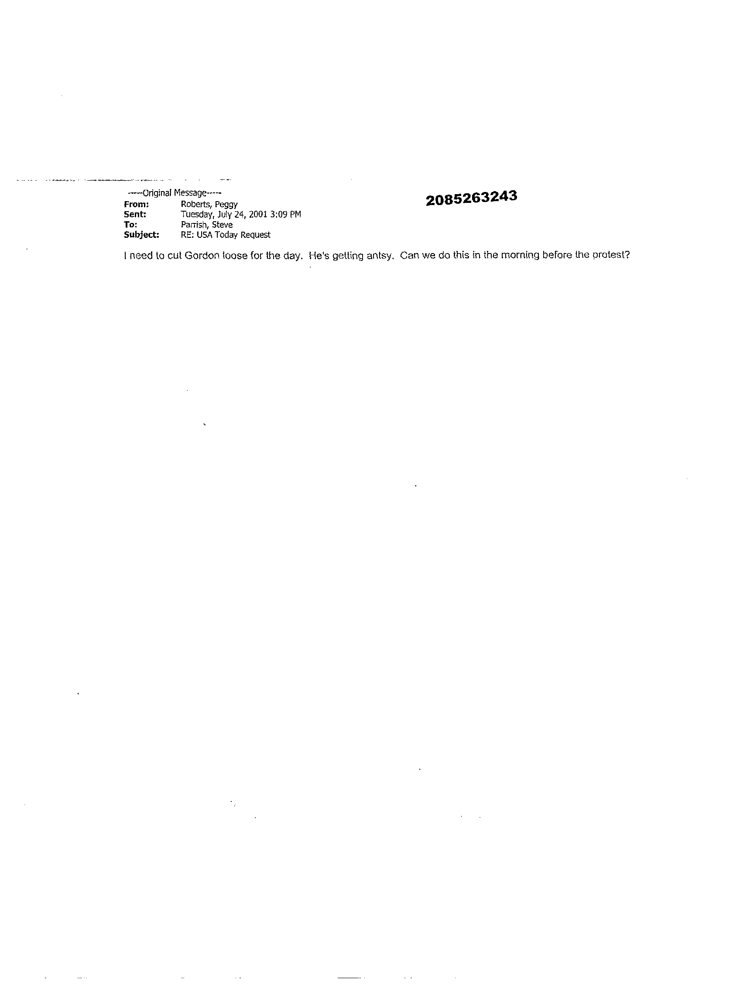 -----Original Message-----
From: Roberts, Peggy
Sent: Tuesday, July 24, 2001 3:09 PM
To: Parrish, Steve
Subject: RE: USA Today Request
2085263243
I need to cut Gordon loose for the day. He's getting antsy. Can we do this in the morning before the protest?